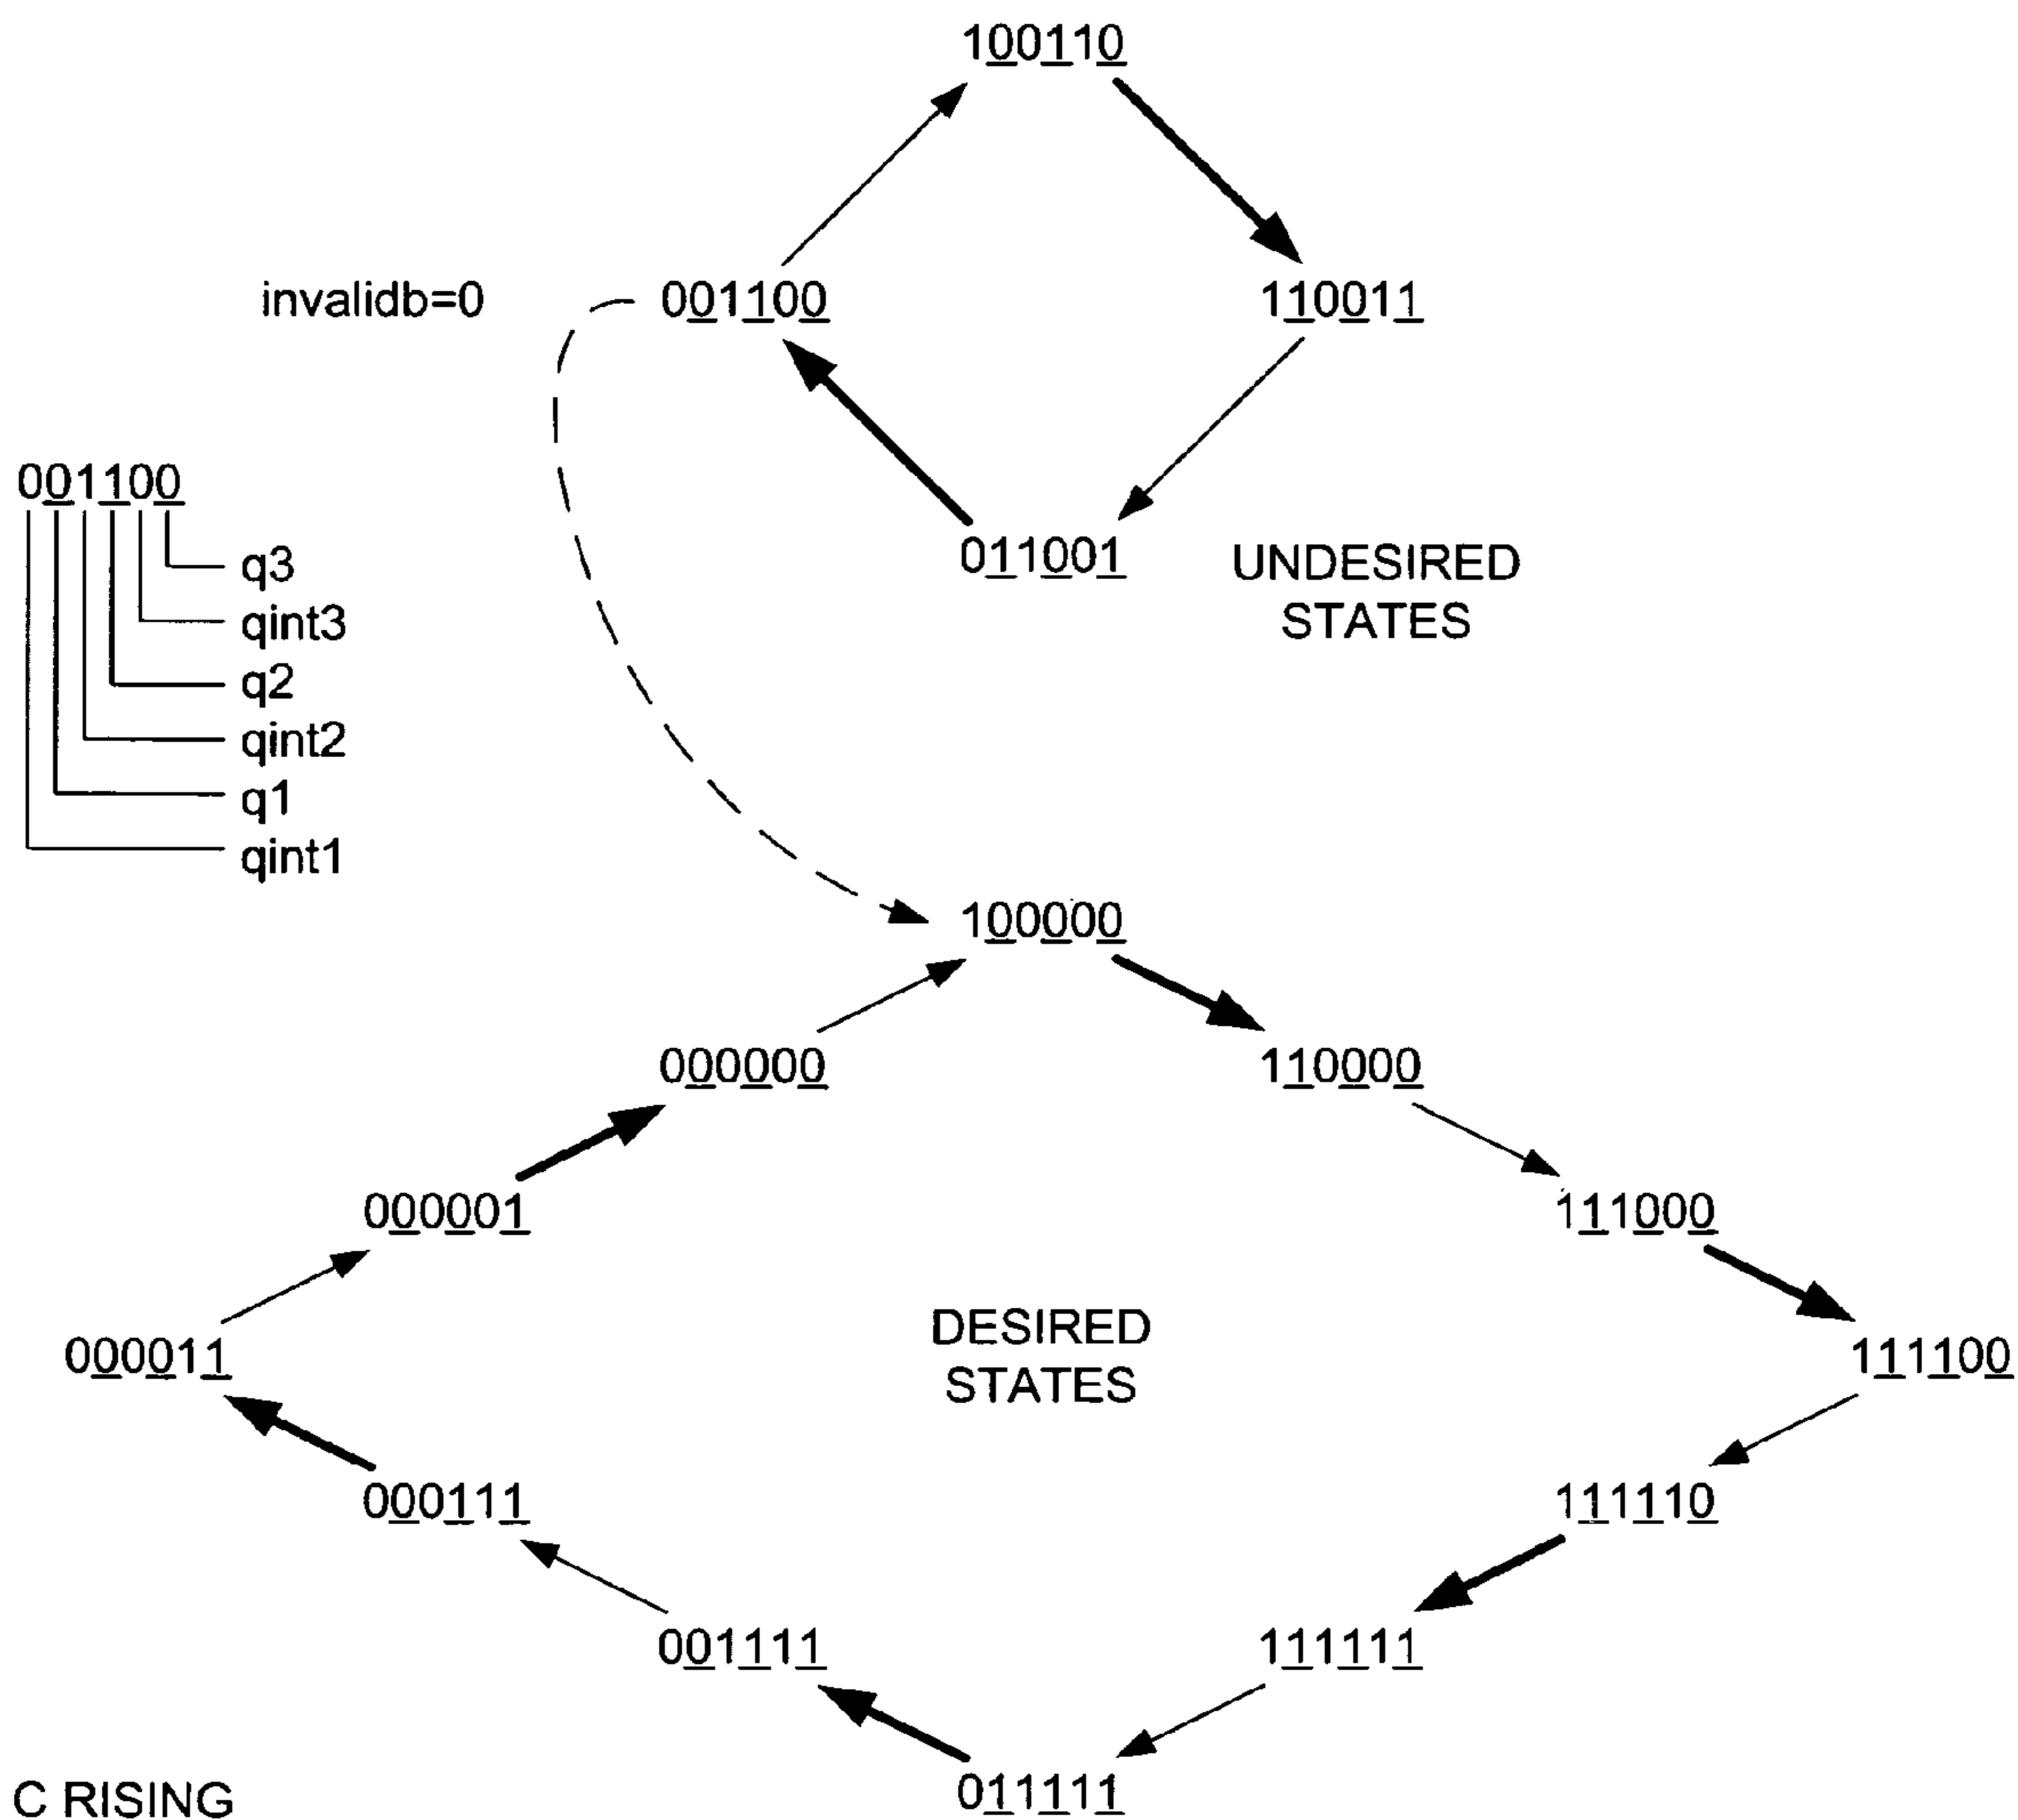 100110
invalidb=0
001100
110011
001100
011001
UNDESIRED
STATES
q3
qint3
q2
qint2
q1
qint1
100000
000000
110000
000001
111000
DESIRED
STATES
000011
111100
000111
111110
001111
111111
011111
C RISING